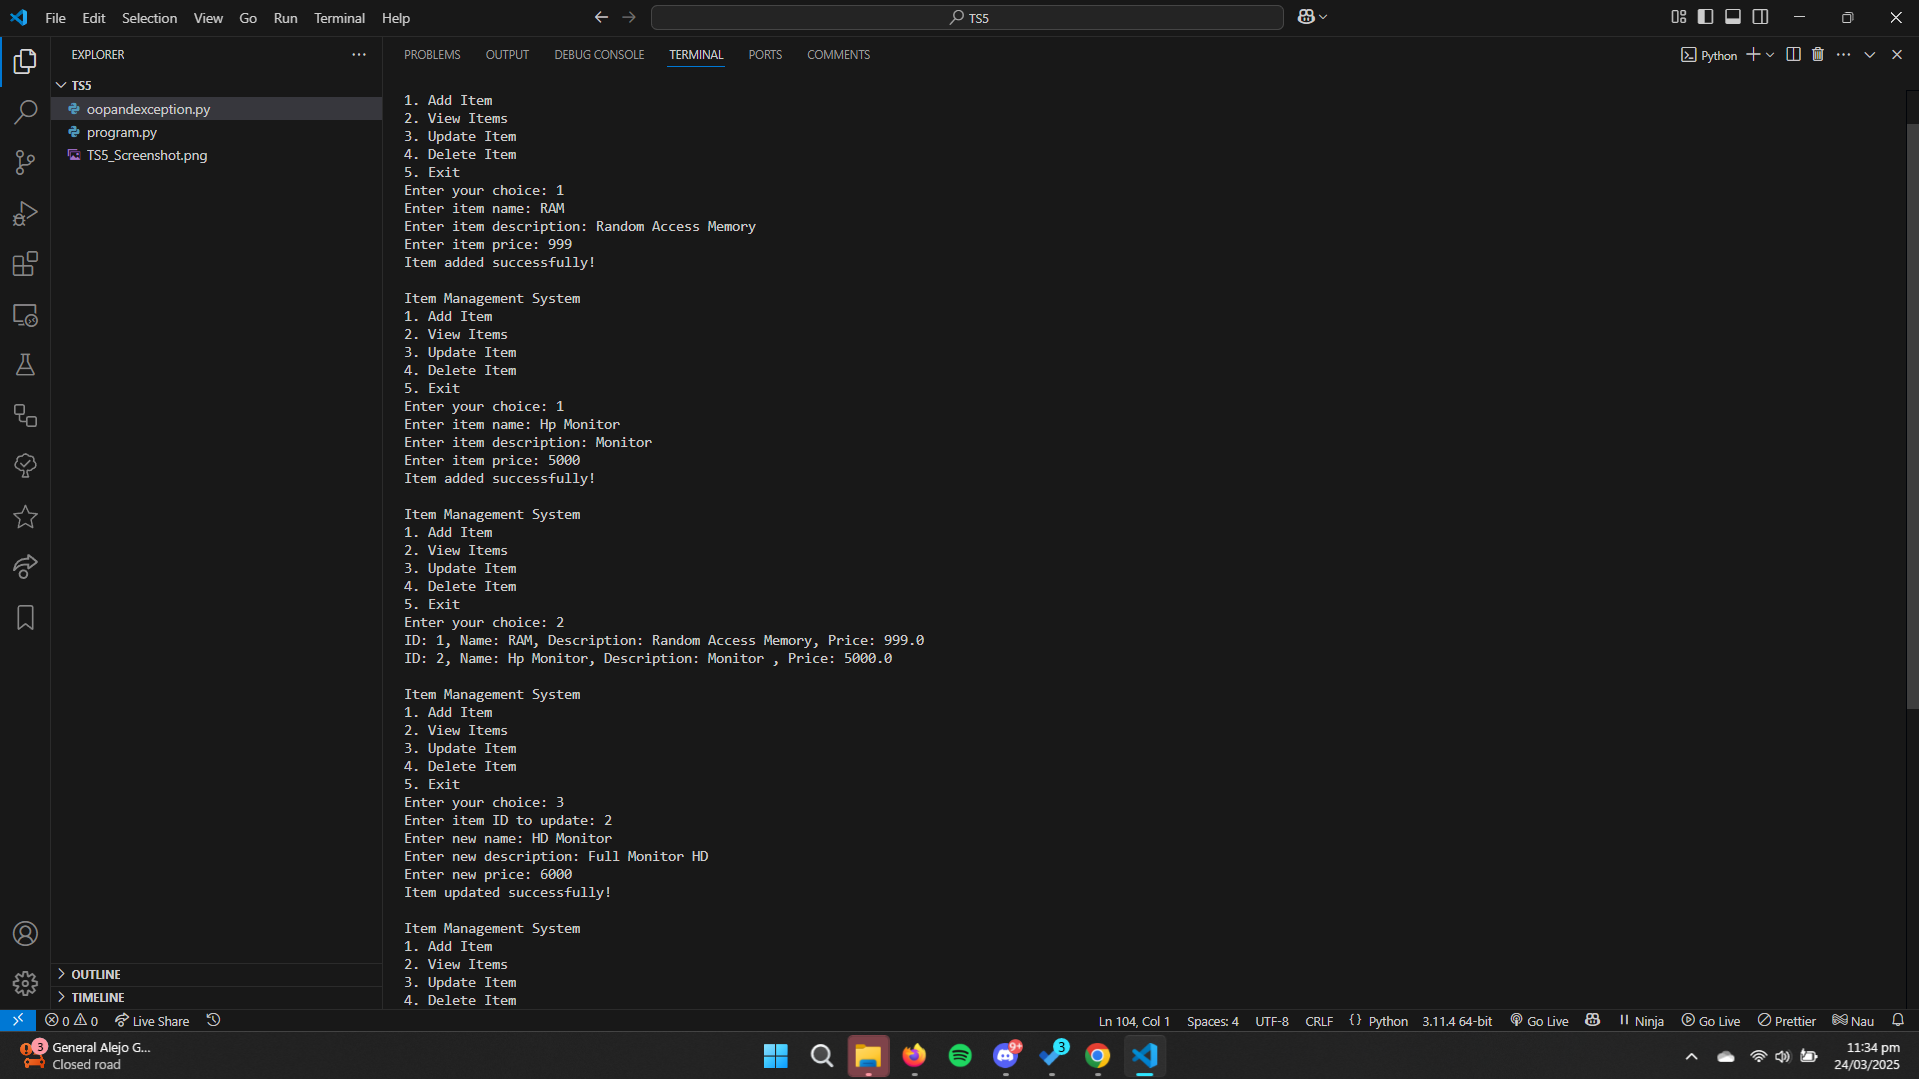 File Edit Selection View Go Run Terminal Help
TS5
EXPLORER
TS5
oopandexception.py
program.py
TS5_Screenshot.png
OUTLINE
TIMELINE
PROBLEMS OUTPUT DEBUG CONSOLE TERMINAL PORTS COMMENTS
Python
1. Add Item
2. View Items
3. Update Item
4. Delete Item
5. Exit
Enter your choice: 1
Enter item name: RAM
Enter item description: Random Access Memory
Enter item price: 999
Item added successfully!
Item Management System
1. Add Item
2. View Items
3. Update Item
4. Delete Item
5. Exit
Enter your choice: 1
Enter item name: Hp Monitor
Enter item description: Monitor
Enter item price: 5000
Item added successfully!
Item Management System
1. Add Item
2. View Items
3. Update Item
4. Delete Item
5. Exit
Enter your choice: 2
ID: 1, Name: RAM, Description: Random Access Memory, Price: 999.0
ID: 2, Name: Hp Monitor, Description: Monitor , Price: 5000.0
Item Management System
1. Add Item
2. View Items
3. Update Item
4. Delete Item
5. Exit
Enter your choice: 3
Enter item ID to update: 2
Enter new name: HD Monitor
Enter new description: Full Monitor HD
Enter new price: 6000
Item updated successfully!
Item Management System
1. Add Item
2. View Items
3. Update Item
4. Delete Item
0 0 Live Share
Ln 104, Col 1 Spaces: 4 UTF-8 CRLF {} Python 3.11.4 64-bit Go Live Ninja Go Live Prettier Nau
3
General Alejo G...
Closed road
9+
3
11:34 pm
24/03/2025